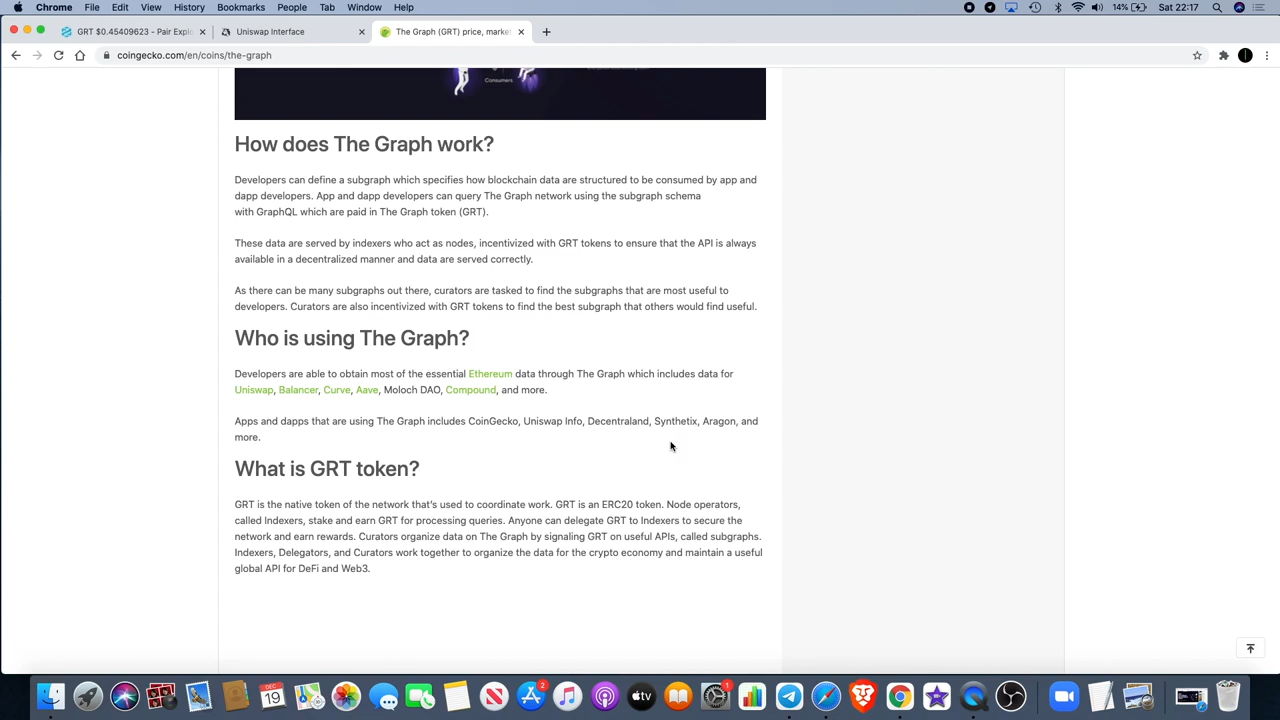 Chrome File Edit View History Bookmarks People Tab Window Help 14% Sat 22:17
GRT $0.45409623 - Pair Explo Uniswap Interface The Graph (GRT) price, marke
coingecko.com/en/coins/the-graph
Consumers
How does The Graph work?
Developers can define a subgraph which specifies how blockchain data are structured to be consumed by app and
dapp developers. App and dapp developers can query The Graph network using the subgraph schema
with GraphQL which are paid in The Graph token (GRT).
These data are served by indexers who act as nodes, incentivized with GRT tokens to ensure that the API is always
available in a decentralized manner and data are served correctly.
As there can be many subgraphs out there, curators are tasked to find the subgraphs that are most useful to
developers. Curators are also incentivized with GRT tokens to find the best subgraph that others would find useful.
Who is using The Graph?
Developers are able to obtain most of the essential Ethereum data through The Graph which includes data for
Uniswap, Balancer, Curve, Aave, Moloch DAO, Compound, and more.
Apps and dapps that are using The Graph includes CoinGecko, Uniswap Info, Decentraland, Synthetix, Aragon, and
more.
What is GRT token?
GRT is the native token of the network that's used to coordinate work. GRT is an ERC20 token. Node operators,
called Indexers, stake and earn GRT for processing queries. Anyone can delegate GRT to Indexers to secure the
network and earn rewards. Curators organize data on The Graph by signaling GRT on useful APIs, called subgraphs.
Indexers, Delegators, and Curators work together to organize the data for the crypto economy and maintain a useful
global API for DeFi and Web3.
DEC
19
2
tv
1